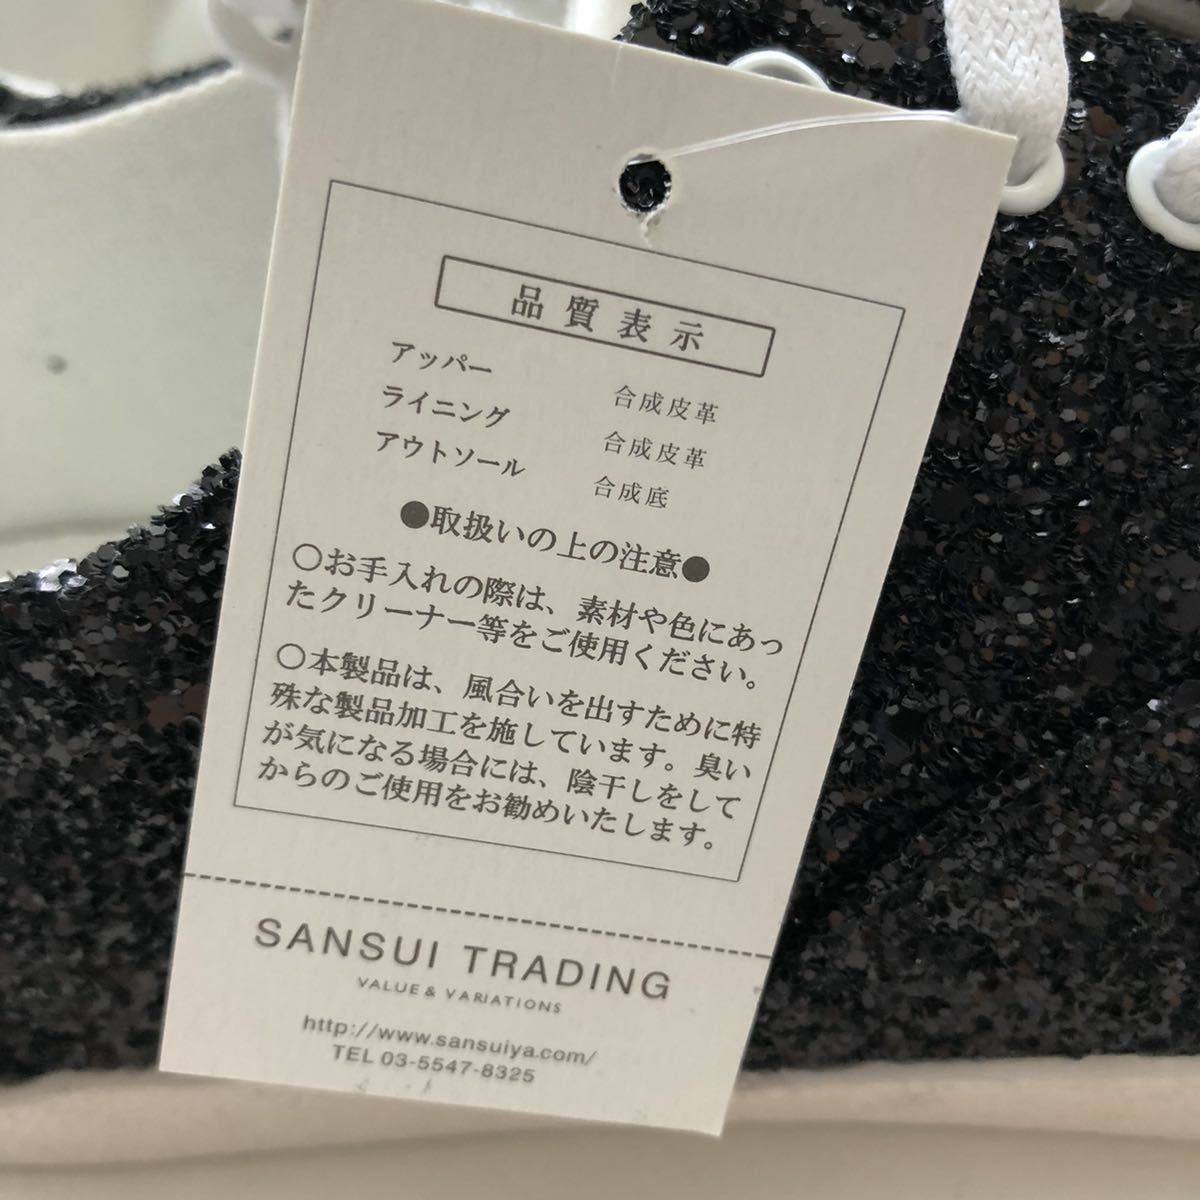 品質表示
アッパー 合成皮革
ライニング 合成皮革
アウトソール 合成底
●取扱いの上の注意●
○お手入れの際は、素材や色にあっ
たクリーナー等をご使用ください。
○本製品は、風合いを出すために特
殊な製品加工を施しています。臭い
が気になる場合には、陰干しをして
からのご使用をお勧めいたします。
SANSUI TRADING
VALUE & VARIATIONS
http://www.sansuiya.com/
TEL 03-5547-8325